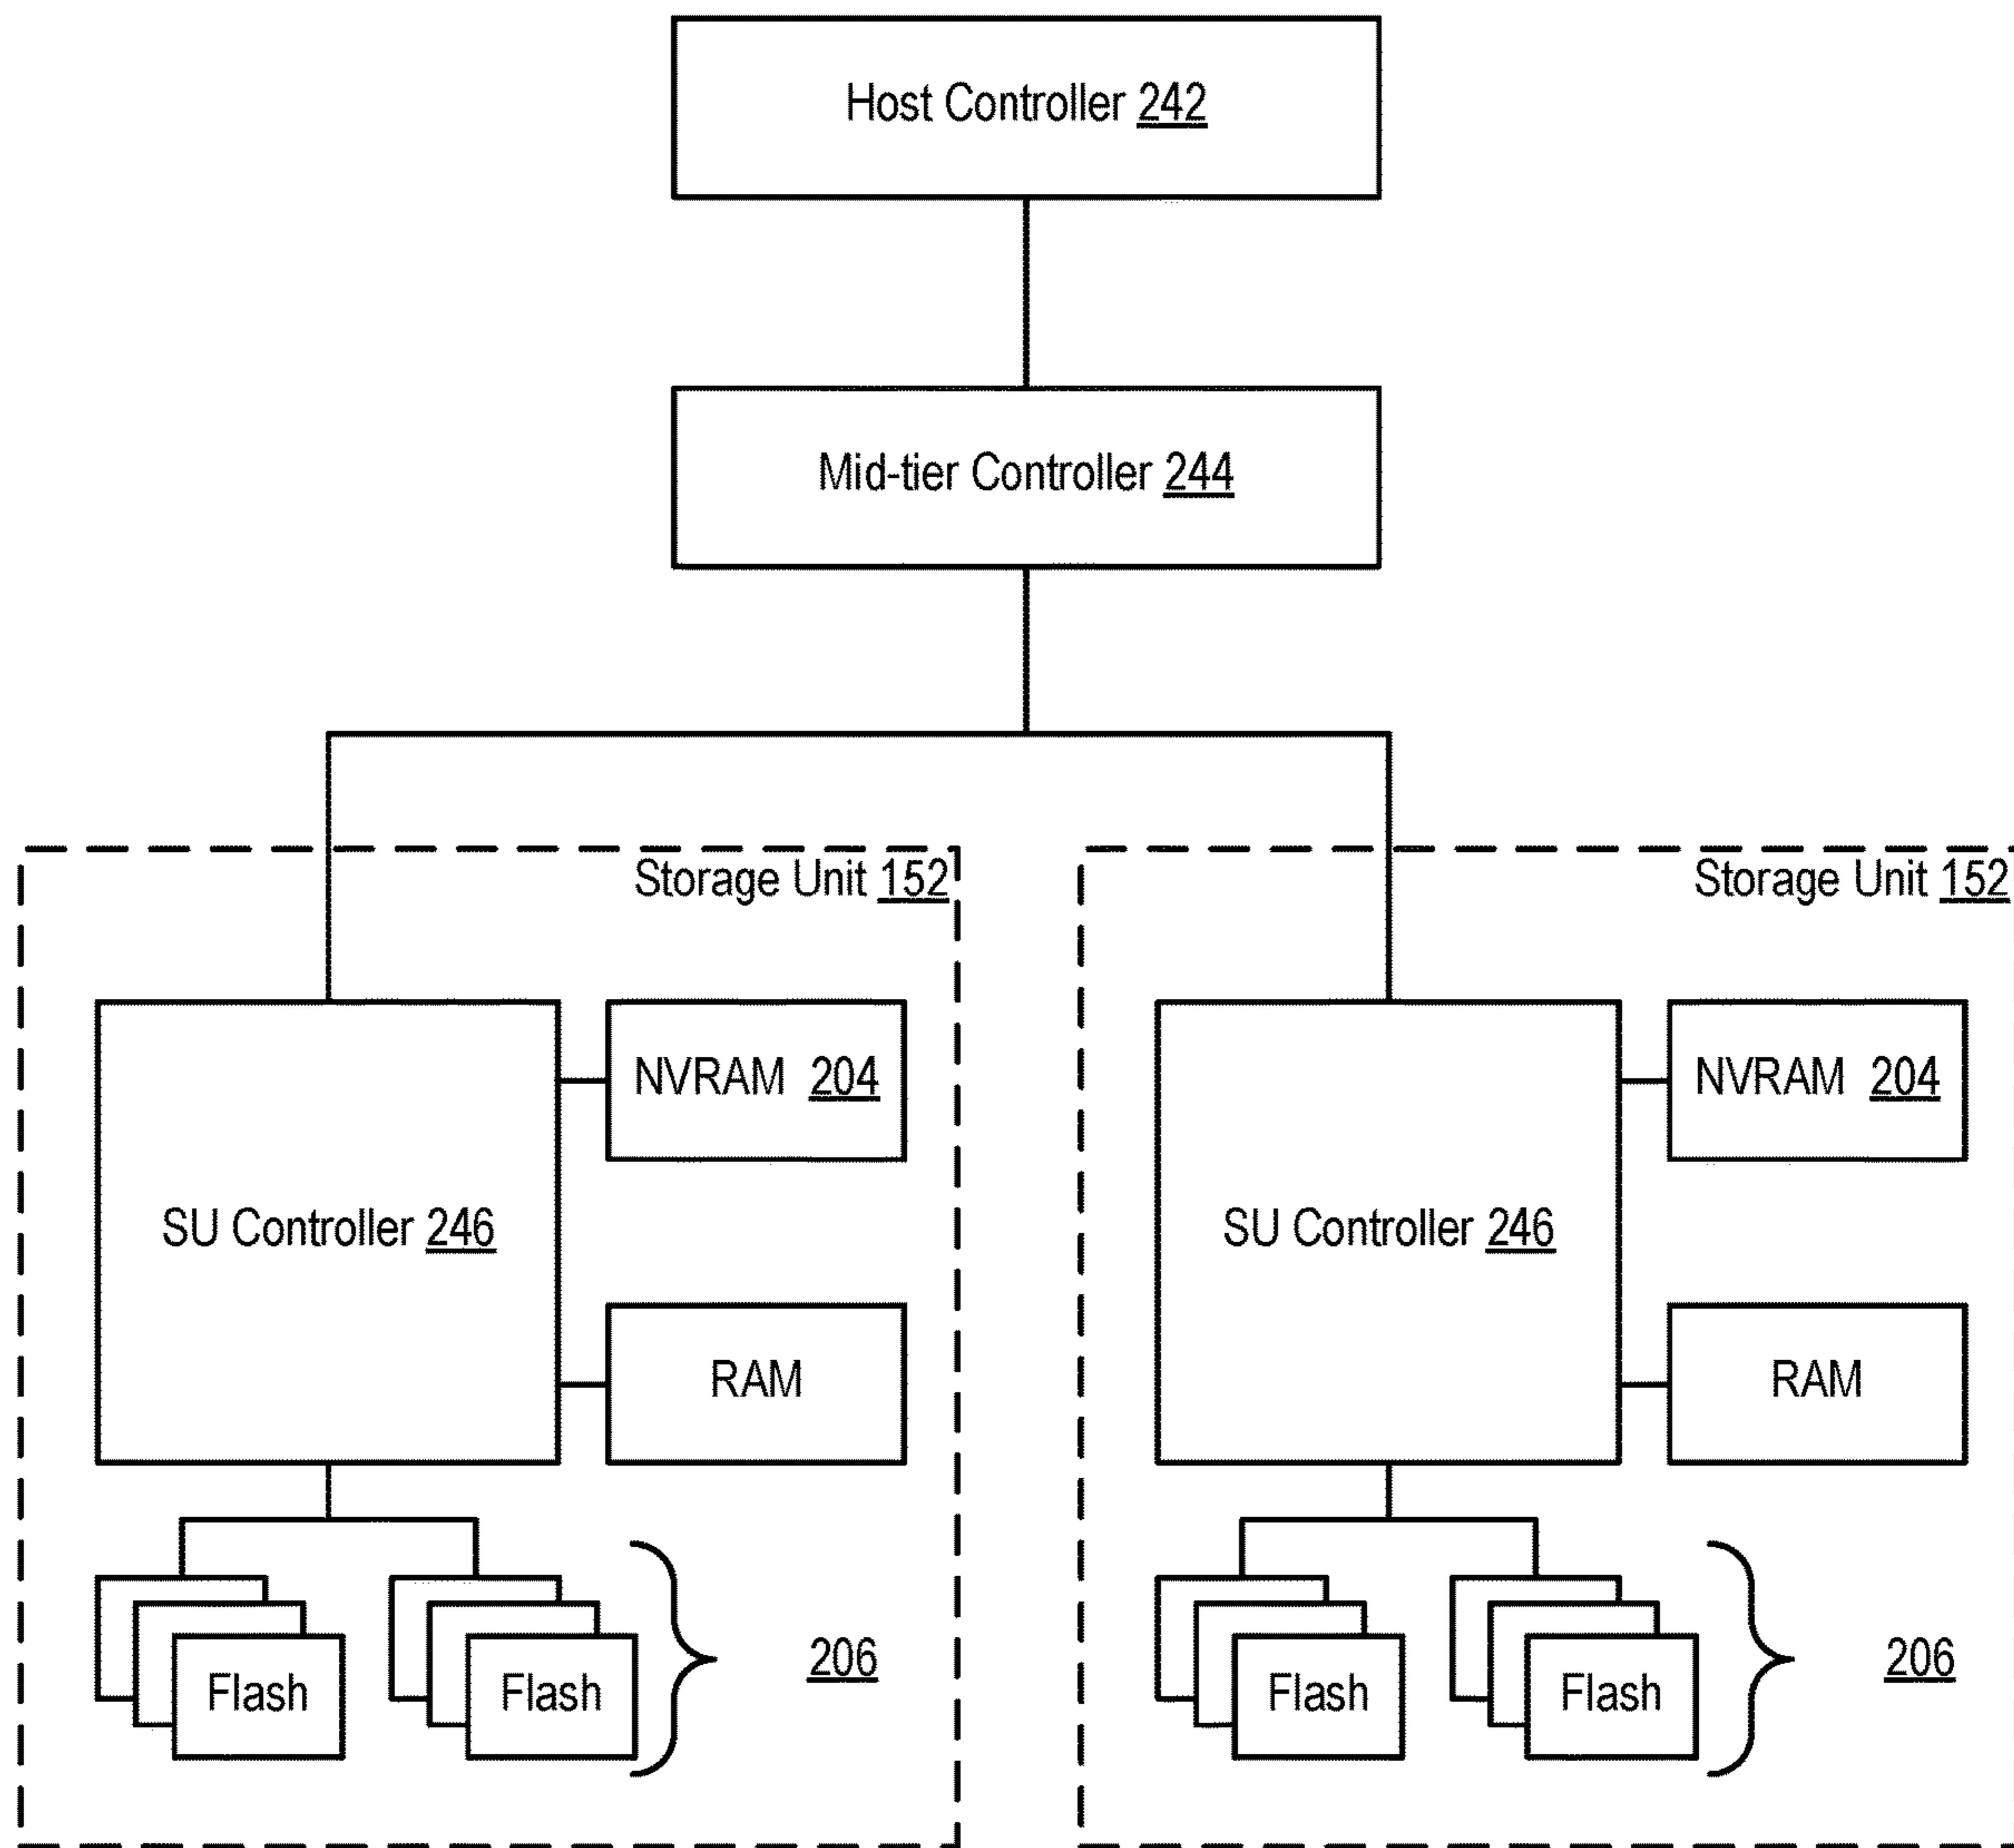 Host Controller 242
Mid-tier Controller 244
Storage Unit 152
SU Controller 246
NVRAM 204
RAM
Flash
Flash
206
Storage Unit 152
SU Controller 246
NVRAM 204
RAM
Flash
Flash
206